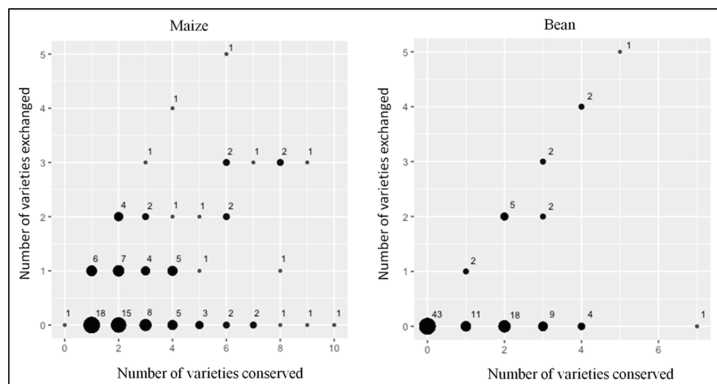 Maize
Bean
Number of varieties exchanged
5
4
3
2
1
0
1
1
1 2 1 2 1
4 2 1 1 2
6 7 4 5 1 1
1 18 15 8 5 3 2 2 1 1 1
0 2 4 6 8 10
Number of varieties conserved
Number of varieties exchanged
5
4
3
2
1
0
1
2
2
5 2
2
43 11 18 9 4 1
0 2 4 6
Number of varieties conserved